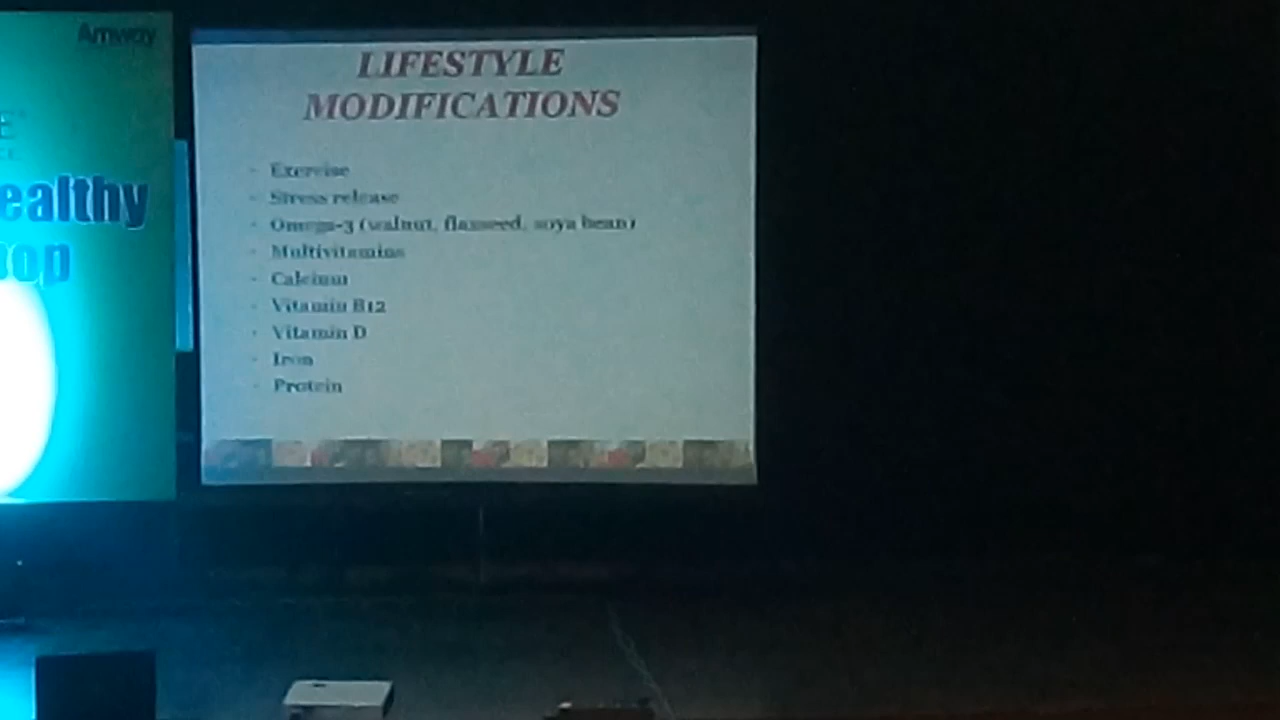 Amway
E
ealthy
op
LIFESTYLE
MODIFICATIONS
- Exercise
- Stress release
- Omega-3 (walnut, flaxseed, soya bean)
- Multivitamins
- Calcium
- Vitamin B12
- Vitamin D
- Iron
- Protein